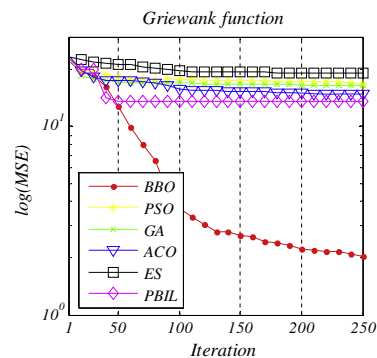 Griewank function
log(MSE)
10^1
10^0
BBO
PSO
GA
ACO
ES
PBIL
1 50 100 150 200 250
Iteration